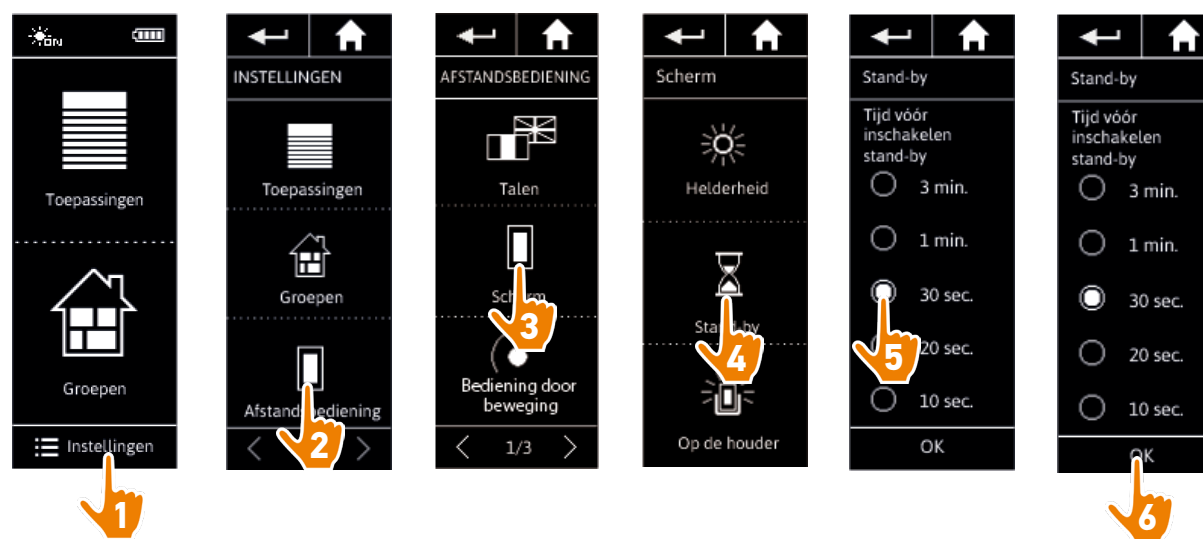 ON
Toepassingen
Groepen
Instellingen
1
INSTELLINGEN
Toepassingen
Groepen
Afstandsbediening
2
AFSTANDSBEDIENING
Talen
Scherm
3
Bediening door
beweging
1/3
Scherm
Helderheid
Stand-by
4
Op de houder
Stand-by
Tijd vóór
inschakelen
stand-by
3 min.
1 min.
30 sec.
20 sec.
5
10 sec.
OK
Stand-by
Tijd vóór
inschakelen
stand-by
3 min.
1 min.
30 sec.
20 sec.
10 sec.
OK
6